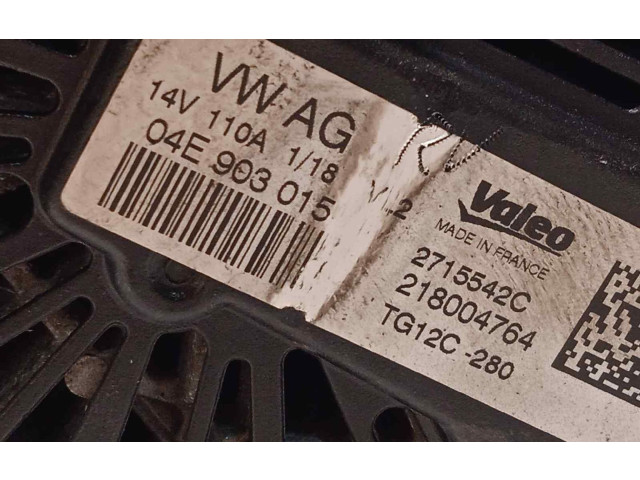 VW AG
14V 110A 1/18
04E 903 015
Valeo
MADE IN FRANCE
2715542C
218004764
TG12C-280